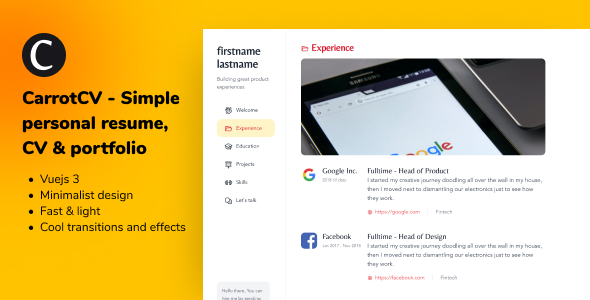 C
CarrotCV - Simple
personal resume,
CV & portfolio
• Vuejs 3
• Minimalist design
• Fast & light
• Cool transitions and effects
firstname
lastname
Building great product
experiences
Welcome
Experience
Education
Projects
Skills
Let's talk
Hello there. You can
Experience
Google
Google Inc.
Fulltime - Head of Product
I started my creative journey doodling all over the wall in my house,
then I moved next to dismantling our electronics just to see how
they work.
https://google.com
Fintech
Facebook
Jan 2017 - Nov 2018
Fulltime - Head of Design
I started my creative journey doodling all over the wall in my house,
then I moved next to dismantling our electronics just to see how
they work.
https://facebook.com
Fintech